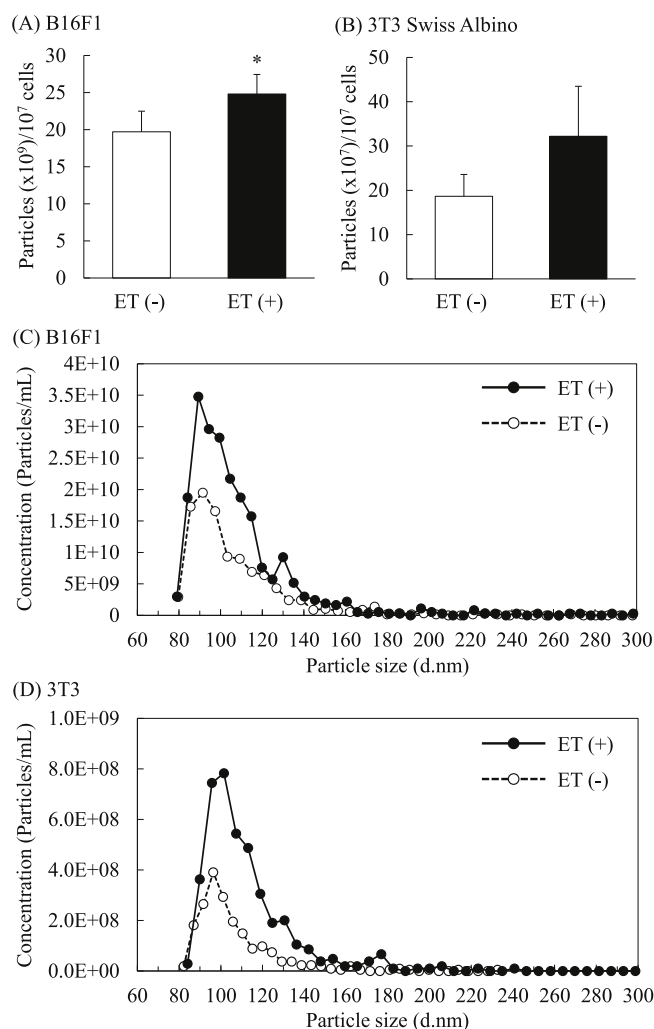 (A) B16F1
Particles (x10⁹)/10⁷ cells
30
25
20
15
10
5
0
*
ET (-)
ET (+)
(B) 3T3 Swiss Albino
Particles (x10⁷)/10⁷ cells
50
40
30
20
10
0
ET (-)
ET (+)
(C) B16F1
Concentration (Particles/mL)
4E+10
3.5E+10
3E+10
2.5E+10
2E+10
1.5E+10
1E+10
5E+09
0
ET (+)
ET (-)
60 80 100 120 140 160 180 200 220 240 260 280 300
Particle size (d.nm)
(D) 3T3
Concentration (Particles/mL)
1.0E+09
8.0E+08
6.0E+08
4.0E+08
2.0E+08
0.0E+00
ET (+)
ET (-)
60 80 100 120 140 160 180 200 220 240 260 280 300
Particle size (d.nm)